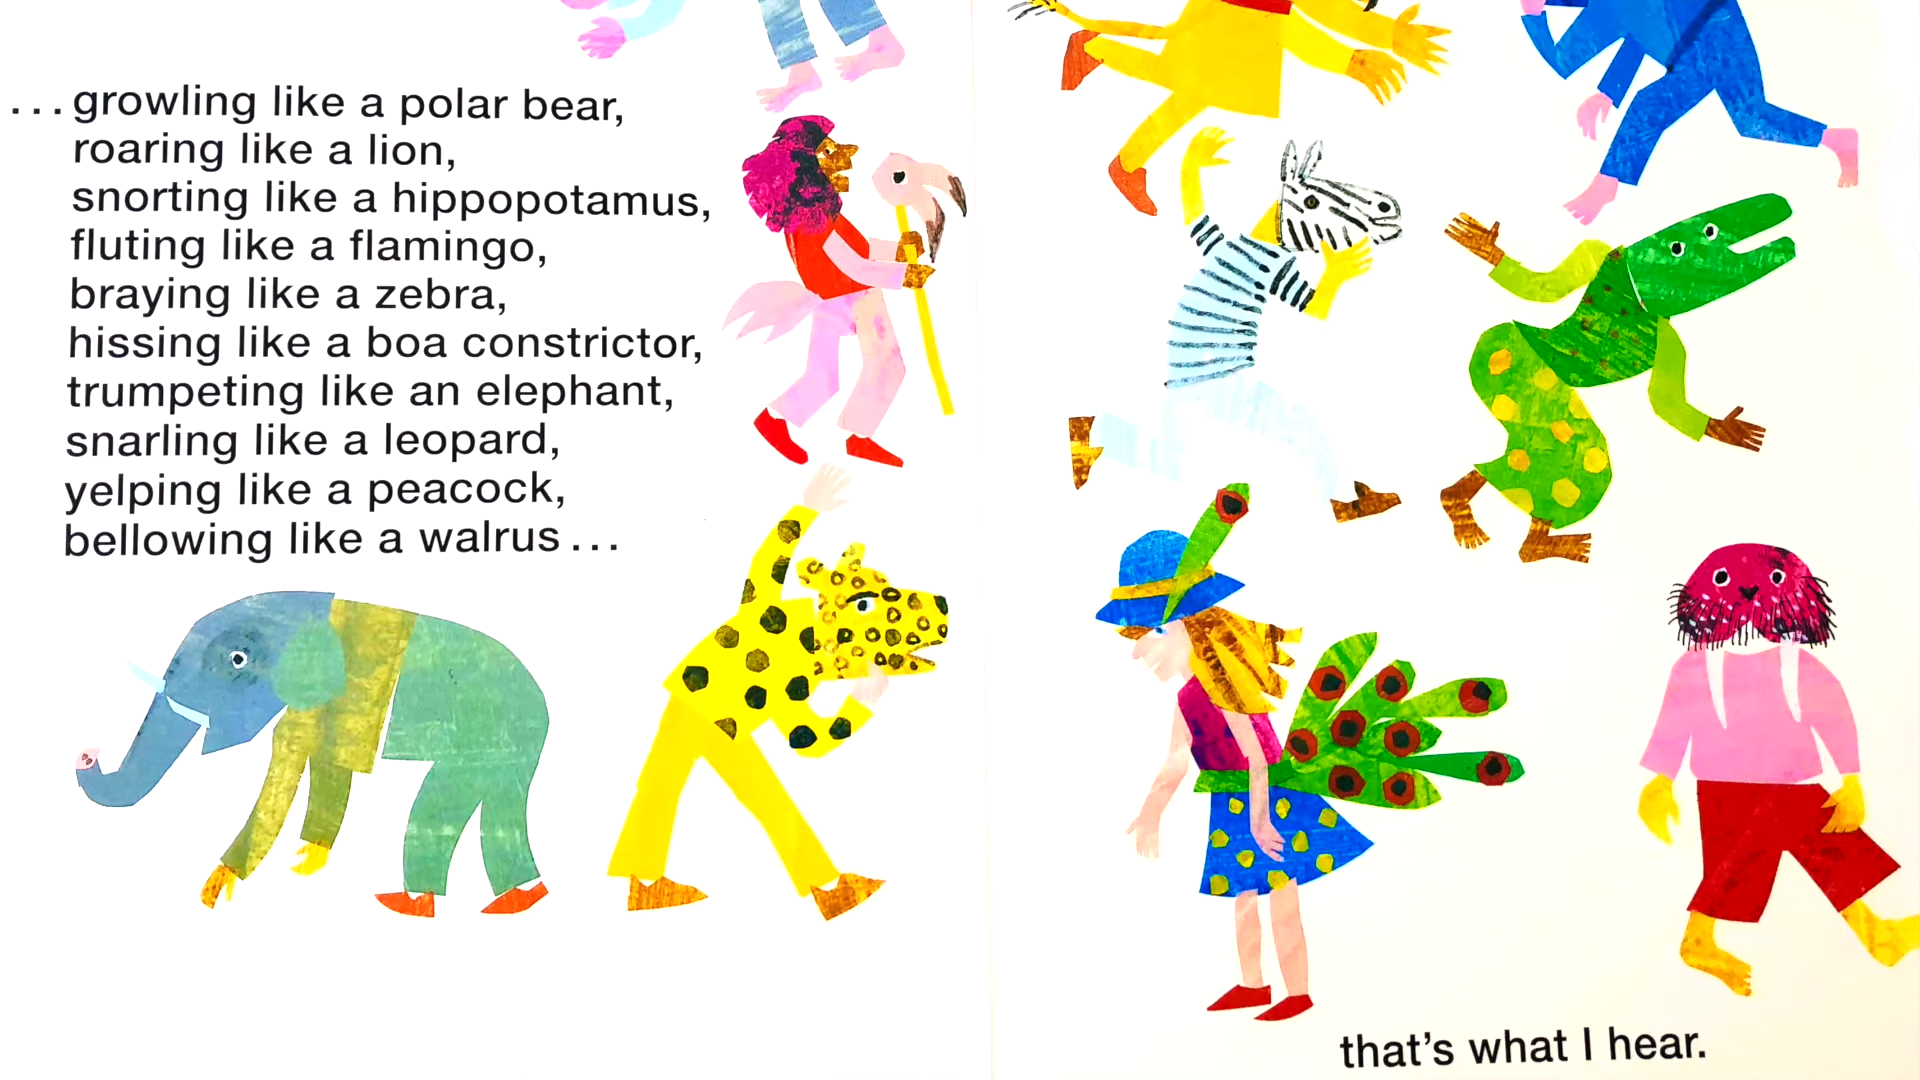 ...growling like a polar bear,
roaring like a lion,
snorting like a hippopotamus,
fluting like a flamingo,
braying like a zebra,
hissing like a boa constrictor,
trumpeting like an elephant,
snarling like a leopard,
yelping like a peacock,
bellowing like a walrus...
that's what I hear.